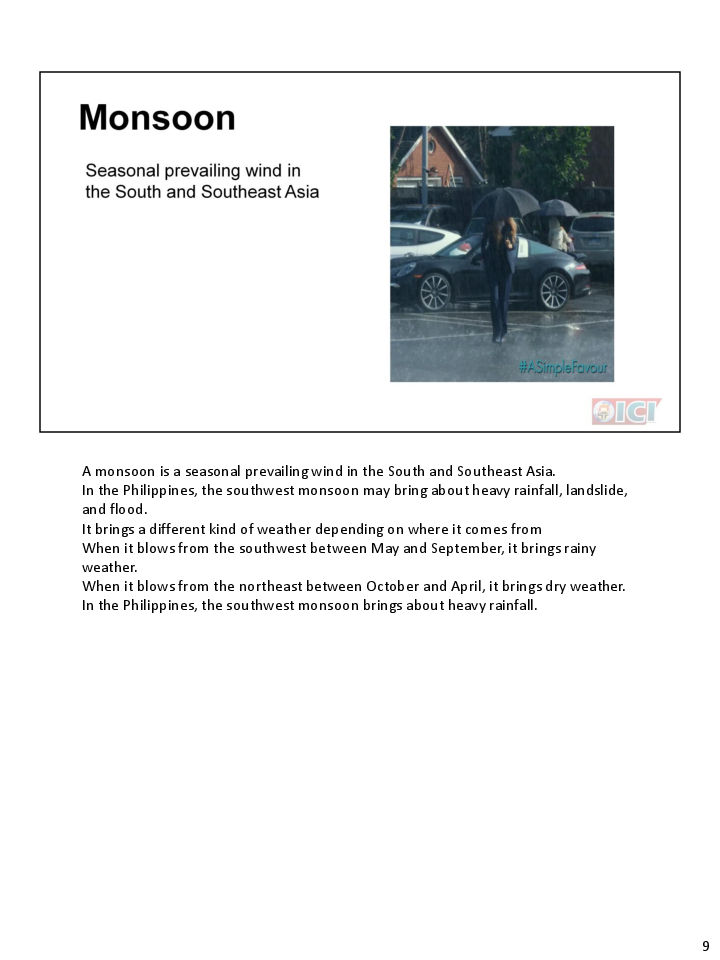 Monsoon
Seasonal prevailing wind in
the South and Southeast Asia
#ASimpleFavour
ICI
A monsoon is a seasonal prevailing wind in the South and Southeast Asia.
In the Philippines, the southwest monsoon may bring about heavy rainfall, landslide,
and flood.
It brings a different kind of weather depending on where it comes from
When it blows from the southwest between May and September, it brings rainy
weather.
When it blows from the northeast between October and April, it brings dry weather.
In the Philippines, the southwest monsoon brings about heavy rainfall.
9